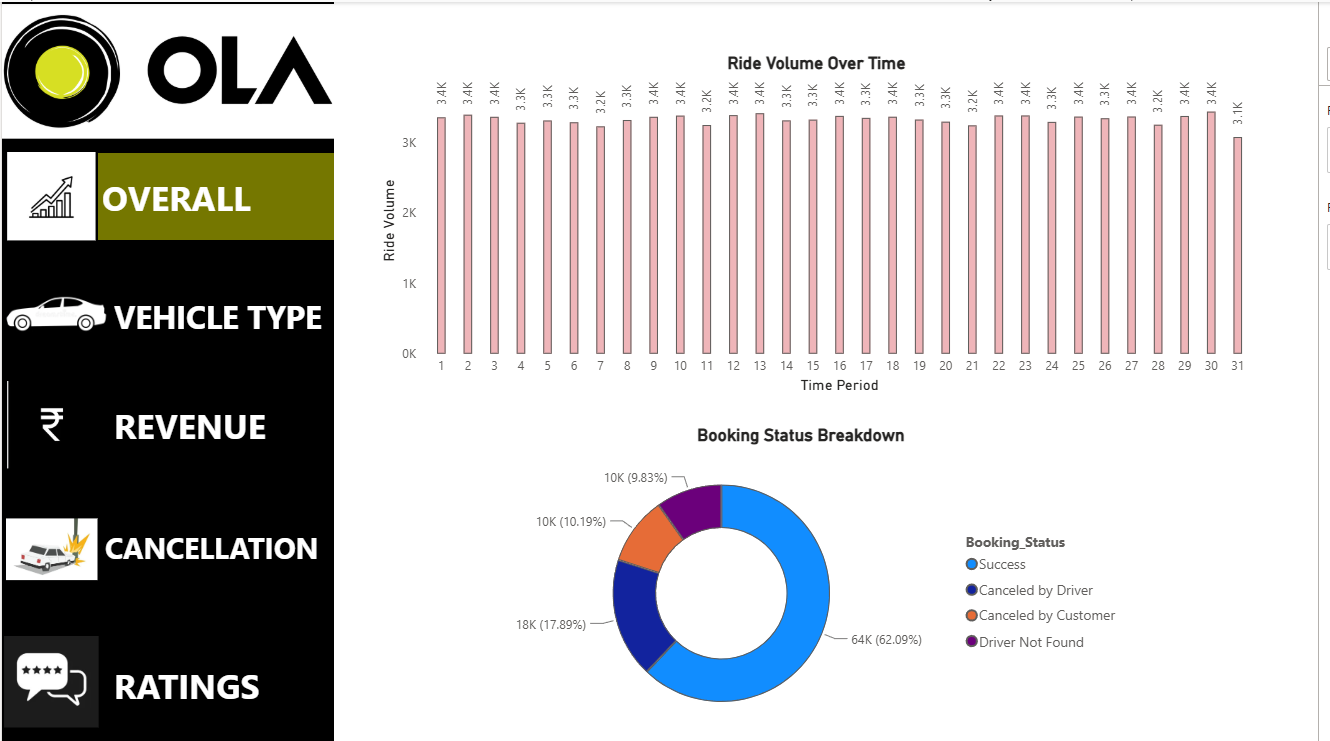 OLA
OVERALL
VEHICLE TYPE
₹ REVENUE
CANCELLATION
RATINGS
Ride Volume Over Time
3.4K 3.4K 3.4K 3.3K 3.3K 3.3K 3.2K 3.3K 3.4K 3.4K 3.2K 3.4K 3.4K 3.3K 3.3K 3.4K 3.3K 3.4K 3.3K 3.3K 3.2K 3.4K 3.4K 3.3K 3.4K 3.3K 3.4K 3.2K 3.4K 3.4K 3.1K
3K
2K
1K
0K
Ride Volume
1 2 3 4 5 6 7 8 9 10 11 12 13 14 15 16 17 18 19 20 21 22 23 24 25 26 27 28 29 30 31
Time Period
Booking Status Breakdown
10K (9.83%)
10K (10.19%)
18K (17.89%)
64K (62.09%)
Booking_Status
Success
Canceled by Driver
Canceled by Customer
Driver Not Found